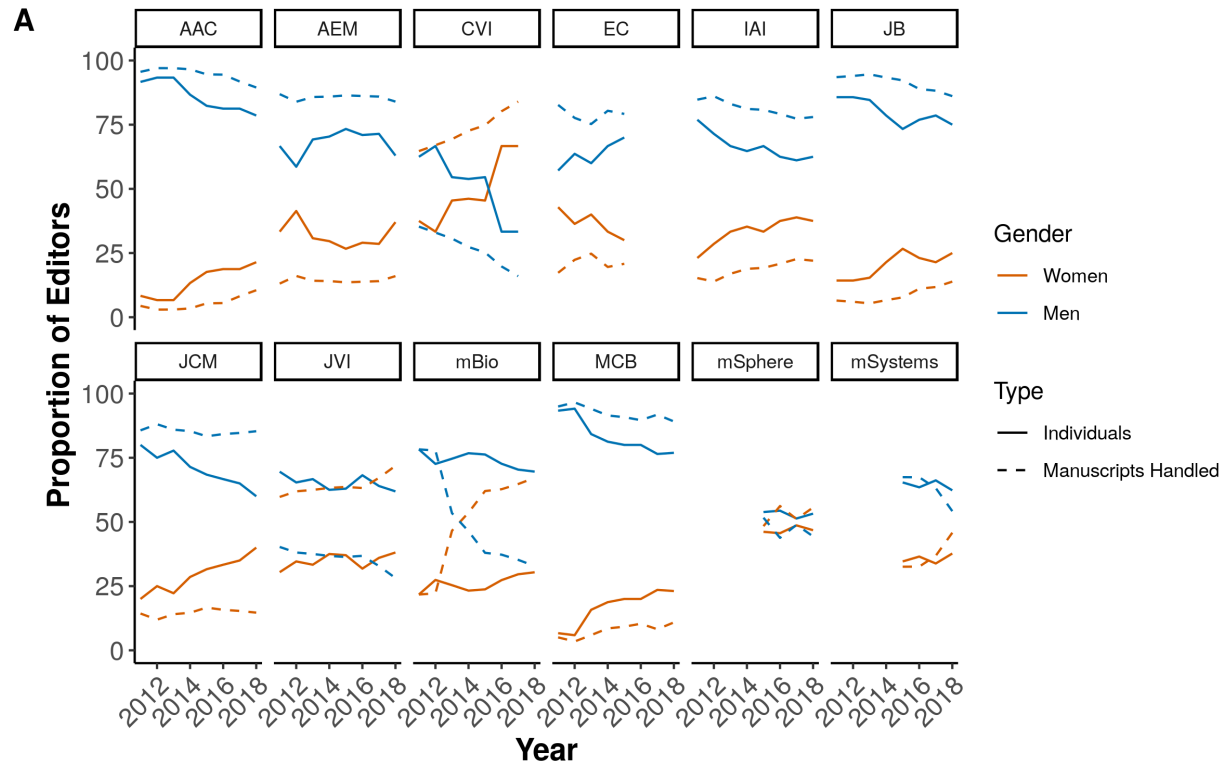 A
AAC AEM CVI EC IAI JB
100
75
50
25
0
Proportion of Editors
JCM JVI mBio MCB mSphere mSystems
100
75
50
25
0
2012 2014 2016 2018 2012 2014 2016 2018 2012 2014 2016 2018 2012 2014 2016 2018 2012 2014 2016 2018 2012 2014 2016 2018
Year
Gender
Women
Men
Type
Individuals
Manuscripts Handled